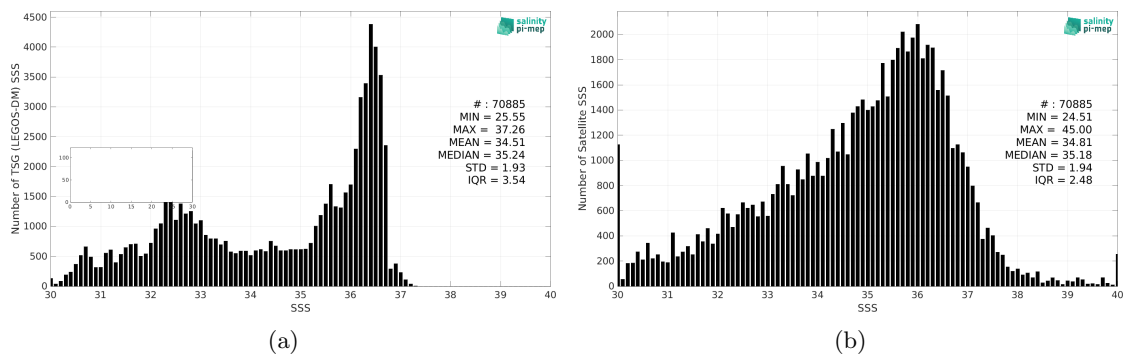 4500
4000
3500
3000
2500
2000
1500
1000
500
0
Number of TSG (LEGOS-DM) SSS
salinity
pi-mep
# : 70885
MIN = 25.55
MAX = 37.26
MEAN = 34.51
MEDIAN = 35.24
STD = 1.93
IQR = 3.54
100
50
0
0 5 10 15 20 25 30
30 31 32 33 34 35 36 37 38 39 40
SSS
(a)
2000
1800
1600
1400
1200
1000
800
600
400
200
0
Number of Satellite SSS
salinity
pi-mep
# : 70885
MIN = 24.51
MAX = 45.00
MEAN = 34.81
MEDIAN = 35.18
STD = 1.94
IQR = 2.48
30 31 32 33 34 35 36 37 38 39 40
SSS
(b)